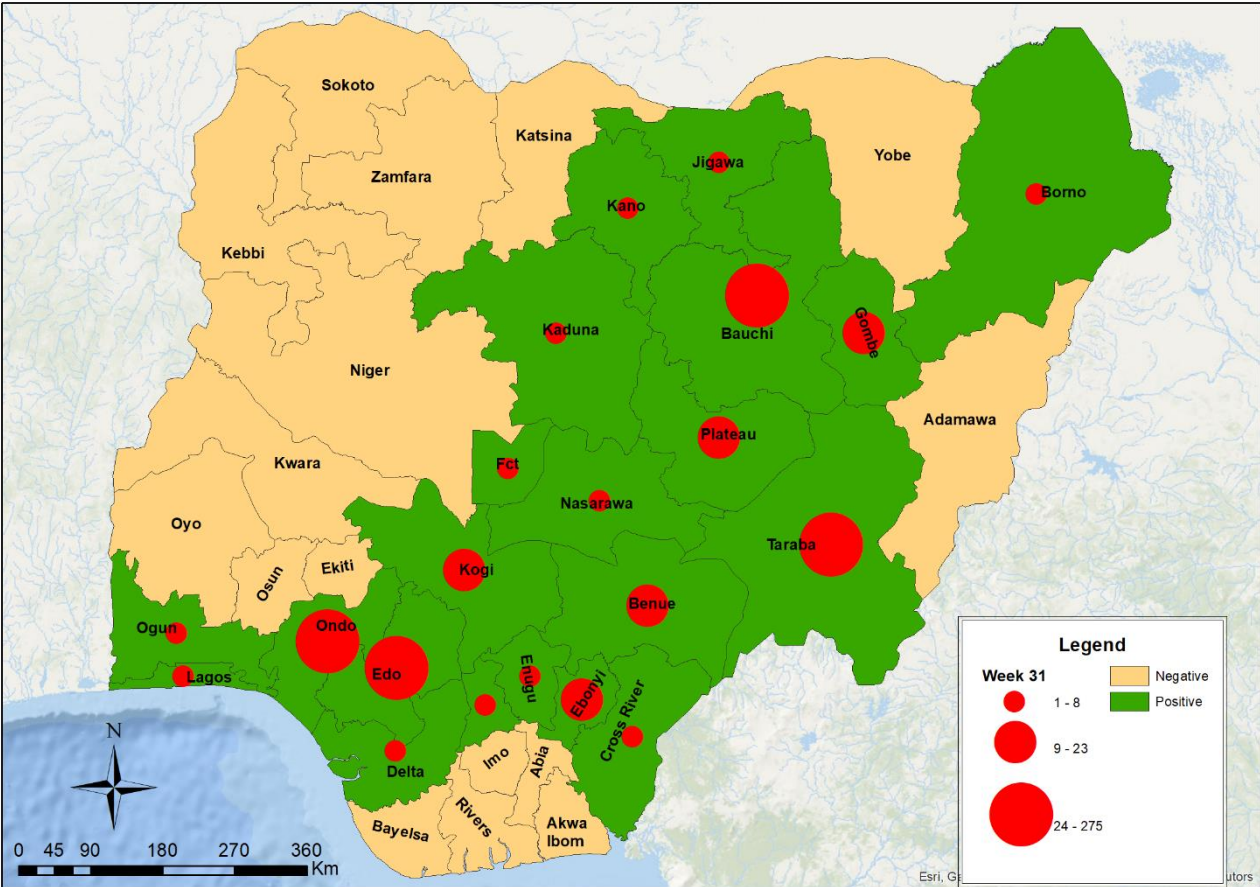 Sokoto
Katsina
Yobe
Zamfara
Jigawa
Borno
Kano
Kebbi
Kaduna
Bauchi
Gombe
Niger
Adamawa
Plateau
Kwara
Fct
Nasarawa
Oyo
Taraba
Osun
Ekiti
Kogi
Benue
Ogun
Ondo
Edo
Lagos
Enugu
Ebonyi
Cross River
Delta
Imo
Abia
Bayelsa
Rivers
Akwa
Ibom
N
0 45 90 180 270 360
Km
Legend
Week 31
1 - 8
9 - 23
24 - 275
Negative
Positive
Esri,